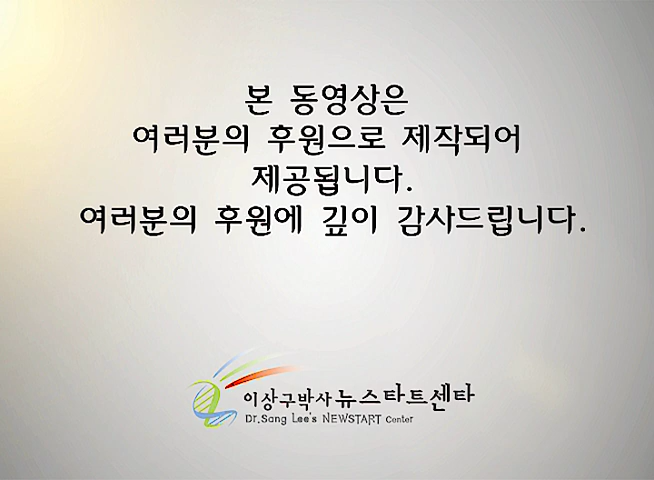 본 동영상은
여러분의 후원으로 제작되어
제공됩니다.
여러분의 후원에 깊이 감사드립니다.
이상구박사 뉴스타트센타
Dr.Sang Lee's NEWSTART Center